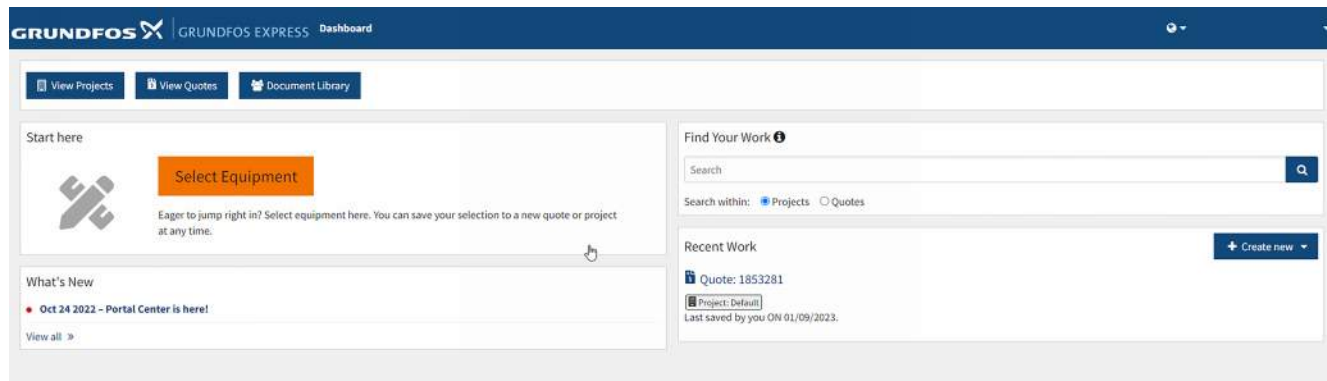 GRUNDFOS GRUNDFOS EXPRESS Dashboard
View Projects View Quotes Document Library
Start here
Select Equipment
Eager to jump right in? Select equipment here. You can save your selection to a new quote or project
at any time.
What's New
Oct 24 2022 – Portal Center is here!
View all »
Find Your Work
Search
Search within: Projects Quotes
Recent Work
+ Create new
Quote: 1853281
Project: Default
Last saved by you ON 01/09/2023.